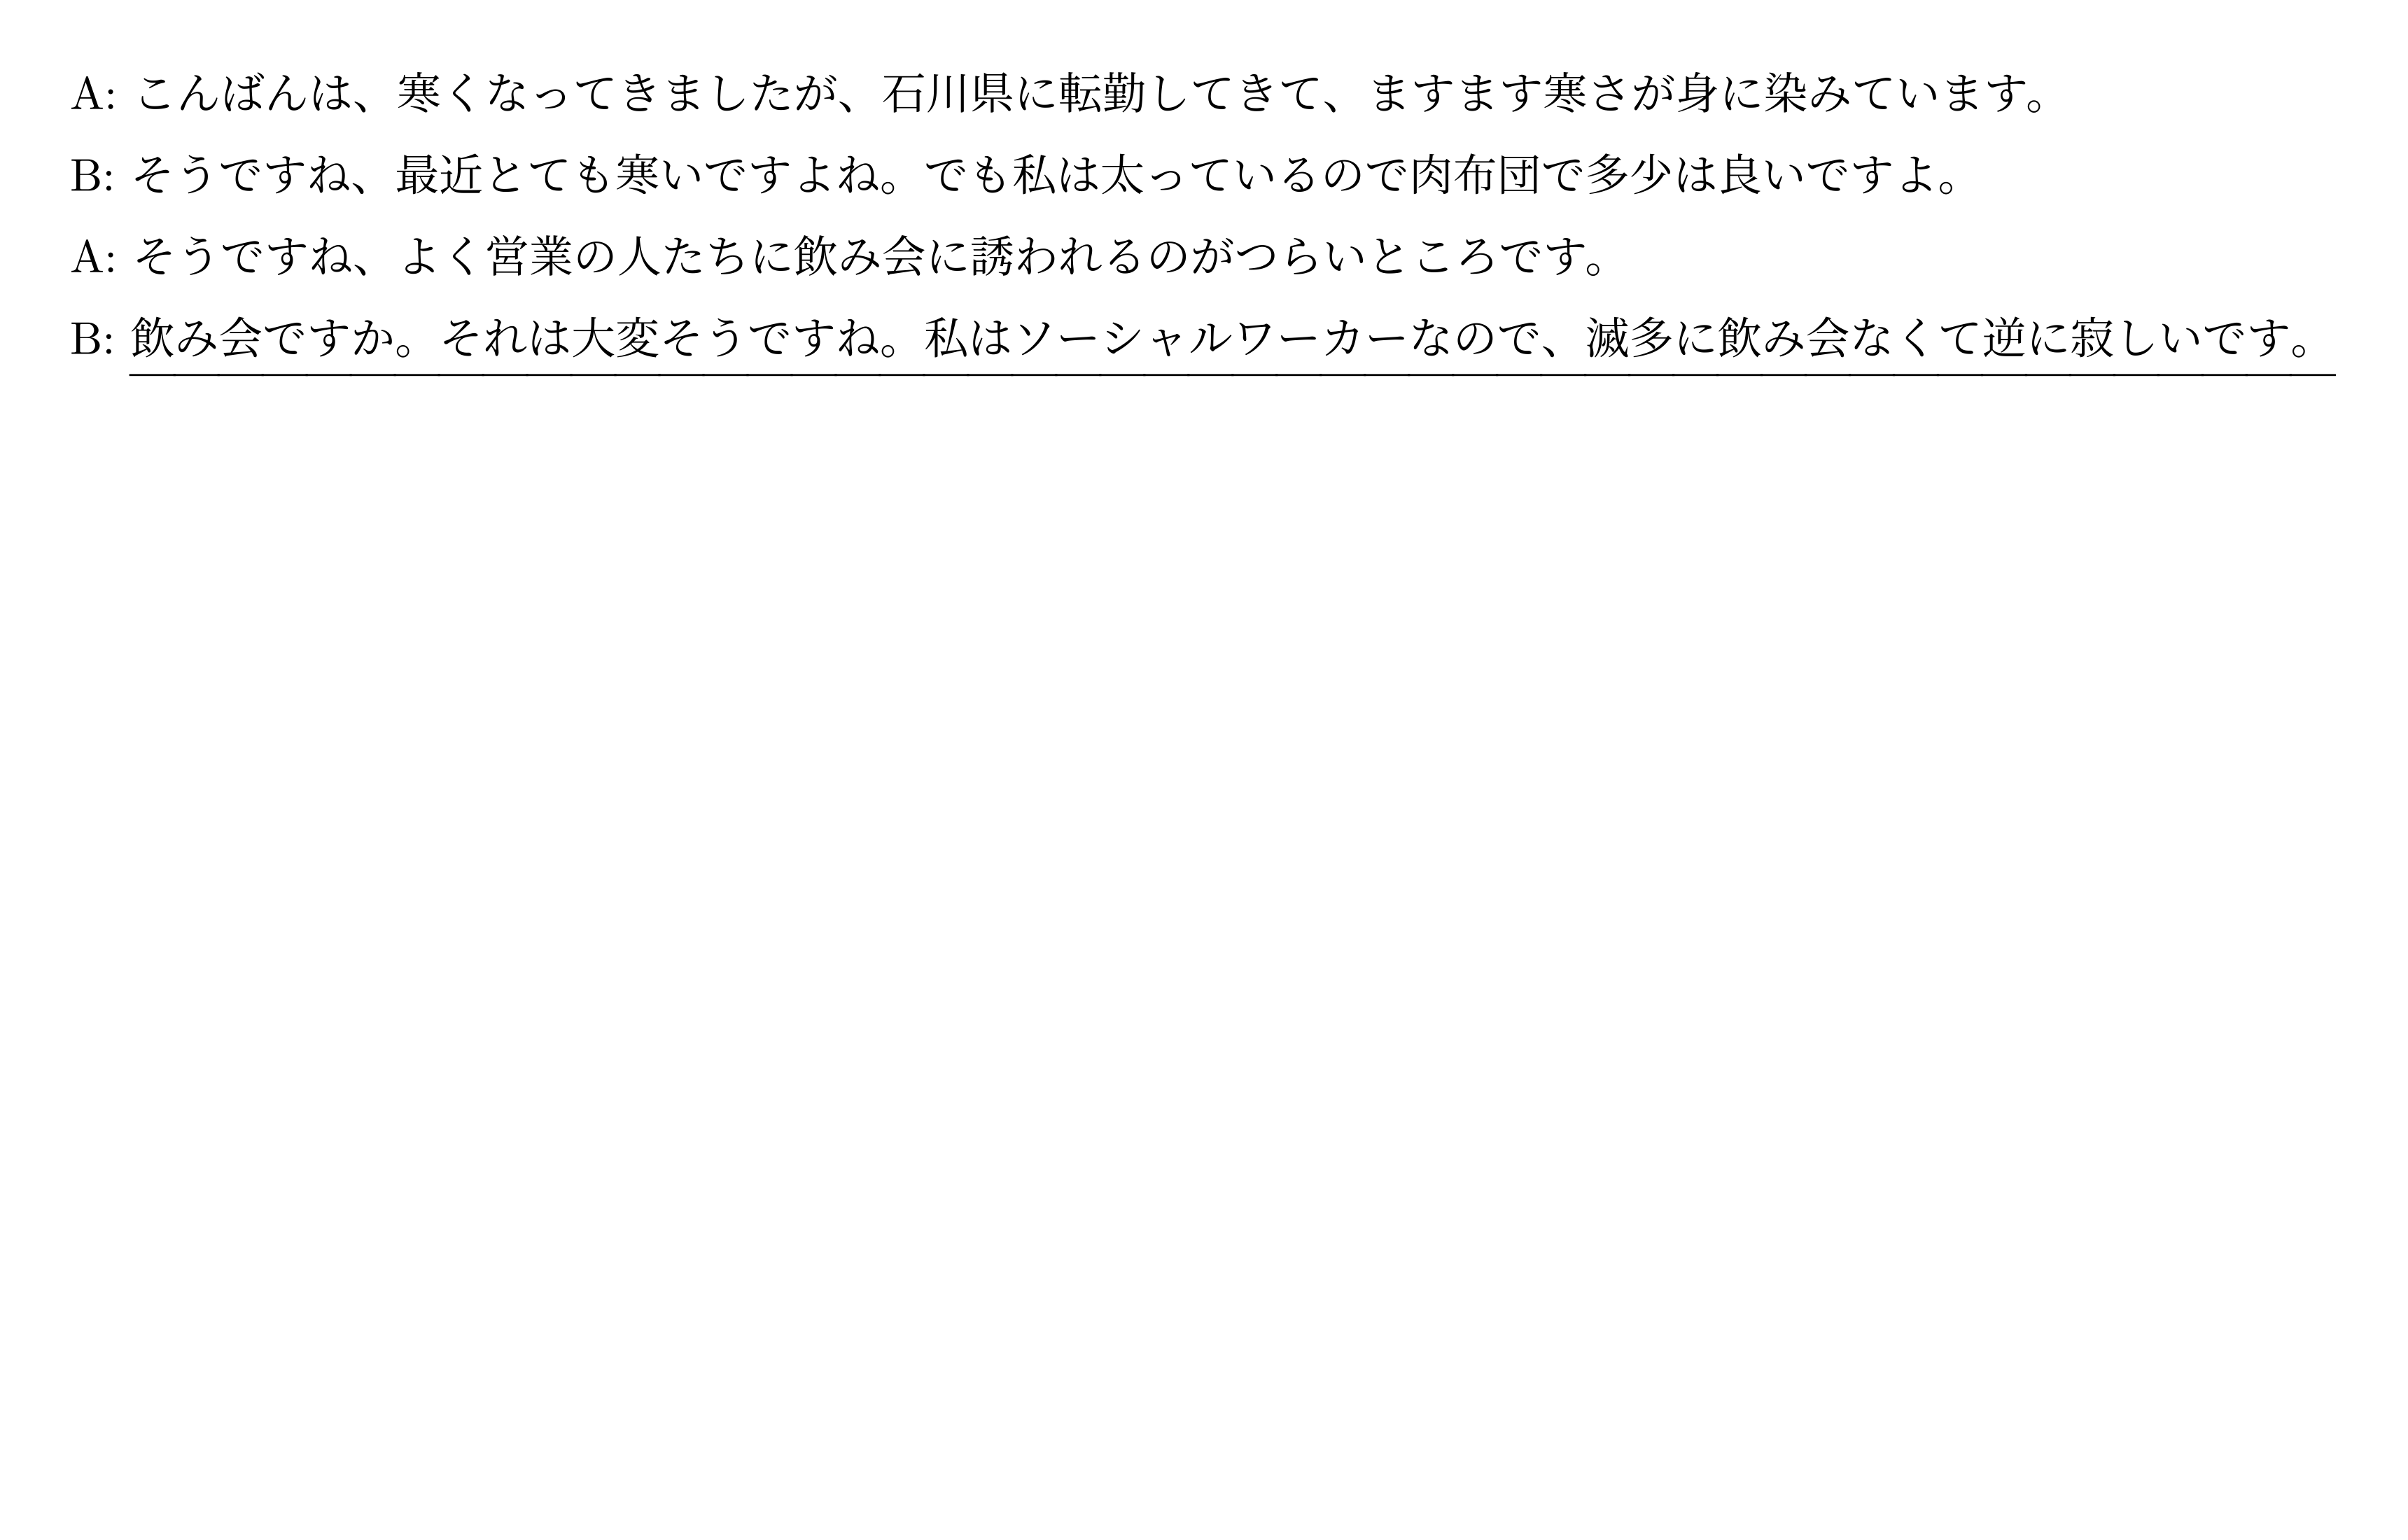 A: こんばんは、寒くなってきましたが、石川県に転勤してきて、ますます寒さが身に染みています。
B: そうですね、最近とても寒いですよね。でも私は太っているので肉布団で多少は良いですよ。
A: そうですね、よく営業の人たちに飲み会に誘われるのがつらいところです。
B: 飲み会ですか。それは大変そうですね。私はソーシャルワーカーなので、滅多に飲み会なくて逆に寂しいです。